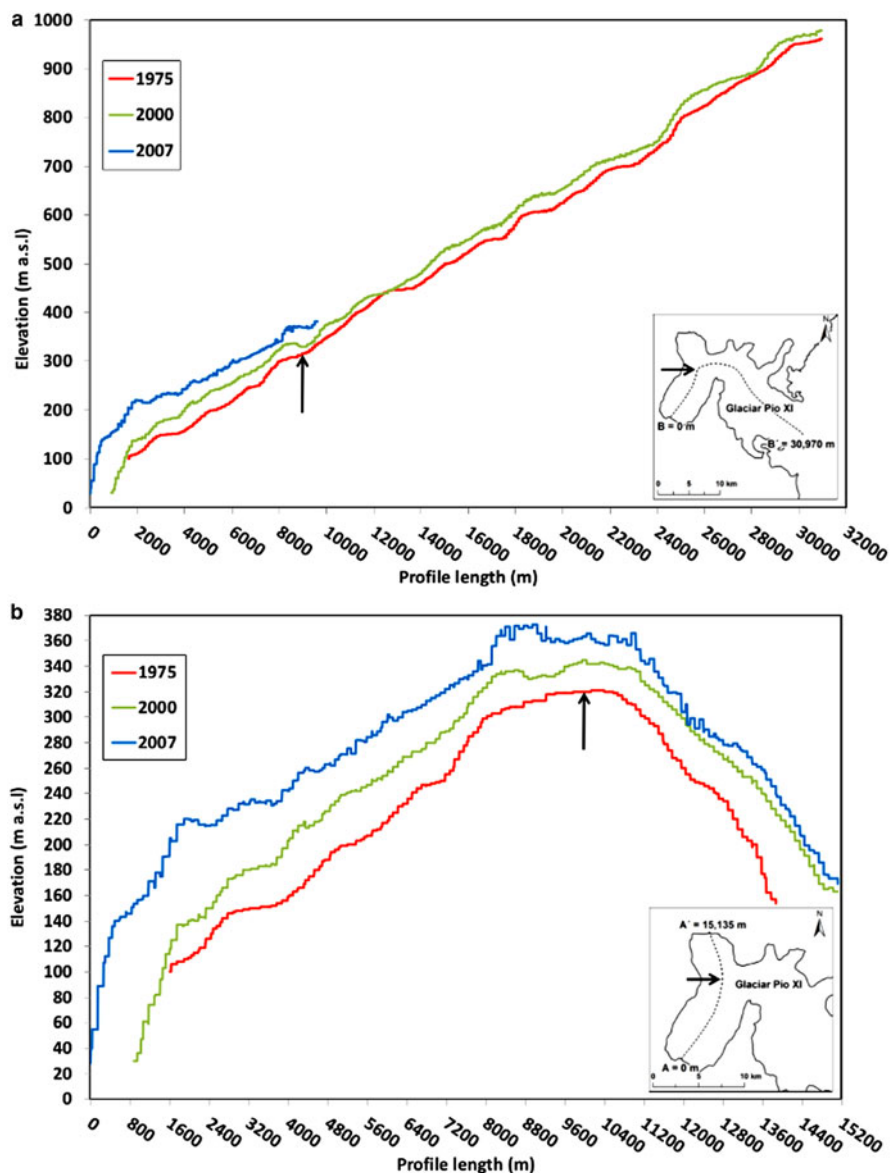 a
1000
900
800
700
600
500
400
300
200
100
0
Elevation (m a.s.l)
1975
2000
2007
0 2000 4000 6000 8000 10000 12000 14000 16000 18000 20000 22000 24000 26000 28000 30000 32000
Profile length (m)
N
Glaciar Pio XI
B = 0 m
B´ = 30,970 m
0 5 10 km
b
380
360
340
320
300
280
260
240
220
200
180
160
140
120
100
80
60
40
20
0
Elevation (m a.s.l)
1975
2000
2007
0 800 1600 2400 3200 4000 4800 5600 6400 7200 8000 8800 9600 10400 11200 12000 12800 13600 14400 15200
Profile length (m)
A´ = 15,135 m
N
Glaciar Pio XI
A = 0 m
0 5 10 km